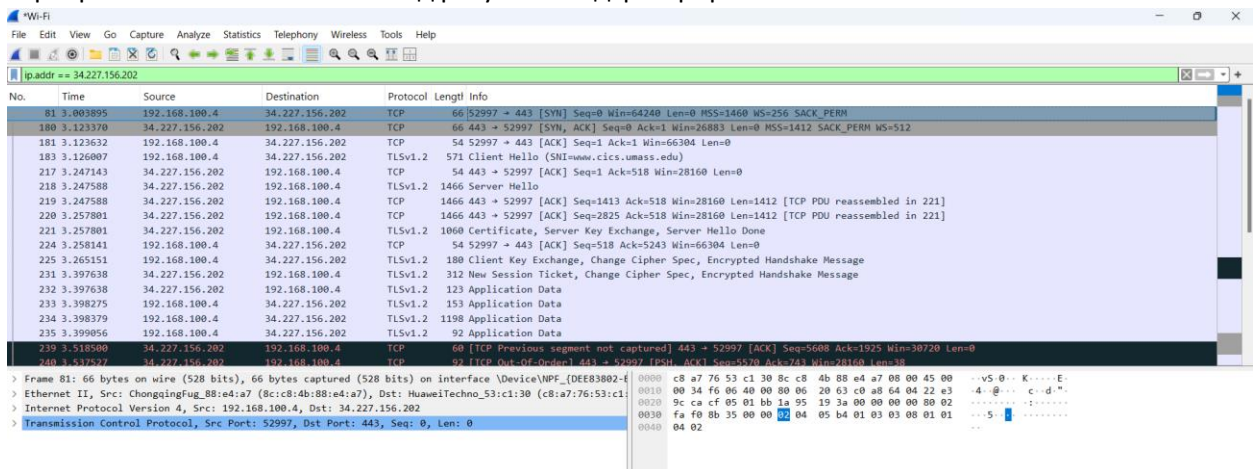 *Wi-Fi
File Edit View Go Capture Analyze Statistics Telephony Wireless Tools Help
ip.addr == 34.227.156.202
No. Time Source Destination Protocol Length Info
81 3.003895 192.168.100.4 34.227.156.202 TCP 66 52997 → 443 [SYN] Seq=0 Win=64240 Len=0 MSS=1460 WS=256 SACK_PERM
180 3.123370 34.227.156.202 192.168.100.4 TCP 66 443 → 52997 [SYN, ACK] Seq=0 Ack=1 Win=26883 Len=0 MSS=1412 SACK_PERM WS=512
181 3.123632 192.168.100.4 34.227.156.202 TCP 54 52997 → 443 [ACK] Seq=1 Ack=1 Win=66304 Len=0
183 3.126007 192.168.100.4 34.227.156.202 TLSv1.2 571 Client Hello (SNI=www.cics.umass.edu)
217 3.247143 34.227.156.202 192.168.100.4 TCP 54 443 → 52997 [ACK] Seq=1 Ack=518 Win=28160 Len=0
218 3.247588 34.227.156.202 192.168.100.4 TLSv1.2 1466 Server Hello
219 3.247588 34.227.156.202 192.168.100.4 TCP 1466 443 → 52997 [ACK] Seq=1413 Ack=518 Win=28160 Len=1412 [TCP PDU reassembled in 221]
220 3.257801 34.227.156.202 192.168.100.4 TCP 1466 443 → 52997 [ACK] Seq=2825 Ack=518 Win=28160 Len=1412 [TCP PDU reassembled in 221]
221 3.257801 34.227.156.202 192.168.100.4 TLSv1.2 1060 Certificate, Server Key Exchange, Server Hello Done
224 3.258141 192.168.100.4 34.227.156.202 TCP 54 52997 → 443 [ACK] Seq=518 Ack=5243 Win=66304 Len=0
225 3.265151 192.168.100.4 34.227.156.202 TLSv1.2 180 Client Key Exchange, Change Cipher Spec, Encrypted Handshake Message
231 3.397638 34.227.156.202 192.168.100.4 TLSv1.2 312 New Session Ticket, Change Cipher Spec, Encrypted Handshake Message
232 3.397638 34.227.156.202 192.168.100.4 TLSv1.2 123 Application Data
233 3.398275 192.168.100.4 34.227.156.202 TLSv1.2 153 Application Data
234 3.398379 192.168.100.4 34.227.156.202 TLSv1.2 1198 Application Data
235 3.399056 192.168.100.4 34.227.156.202 TLSv1.2 92 Application Data
239 3.518500 34.227.156.202 192.168.100.4 TCP 60 [TCP Previous segment not captured] 443 → 52997 [ACK] Seq=5608 Ack=1925 Win=30720 Len=0
240 3.537527 34.227.156.202 192.168.100.4 TCP 92 [TCP Out-Of-Order] 443 → 52997 [PSH, ACK] Seq=5570 Ack=743 Win=28160 Len=38
> Frame 81: 66 bytes on wire (528 bits), 66 bytes captured (528 bits) on interface \Device\NPF_{DEE83802-
> Ethernet II, Src: ChongqingFug_88:e4:a7 (8c:c8:4b:88:e4:a7), Dst: HuaweiTechno_53:c1:30 (c8:a7:76:53:c1:
> Internet Protocol Version 4, Src: 192.168.100.4, Dst: 34.227.156.202
> Transmission Control Protocol, Src Port: 52997, Dst Port: 443, Seq: 0, Len: 0
0000 c8 a7 76 53 c1 30 8c c8 4b 88 e4 a7 08 00 45 00 ··vS·0·· K·····E·
0010 00 34 f6 06 40 00 80 06 20 63 c0 a8 64 04 22 e3 ·4··@··· c··d·"·
0020 9c ca cf 05 01 bb 1a 95 19 3a 00 00 00 00 80 02 ········ ·:······
0030 fa f0 8b 35 00 00 02 04 05 b4 01 03 03 08 01 01 ···5···· ········
0040 04 02 ··